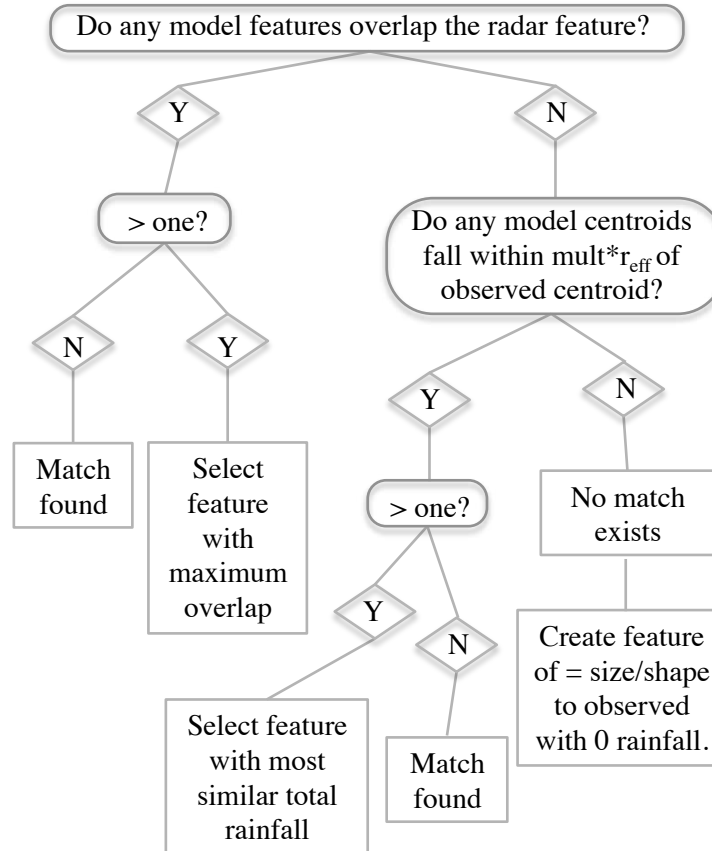 Do any model features overlap the radar feature?
Y
N
> one?
Do any model centroids
fall within mult*r_eff of
observed centroid?
N
Y
Y
N
Match
found
Select
feature
with
maximum
overlap
> one?
No match
exists
Y
N
Create feature
of = size/shape
to observed
with 0 rainfall.
Select feature
with most
similar total
rainfall
Match
found